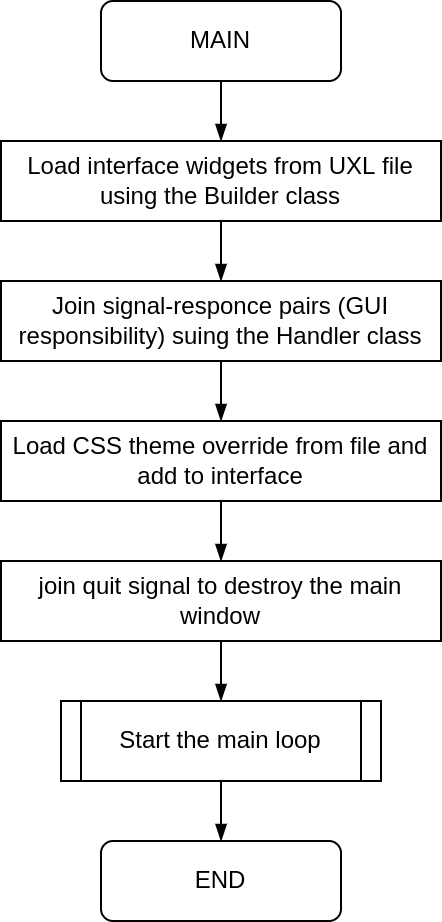 MAIN
Load interface widgets from UXL file
using the Builder class
Join signal-responce pairs (GUI
responsibility) suing the Handler class
Load CSS theme override from file and
add to interface
join quit signal to destroy the main
window
Start the main loop
END